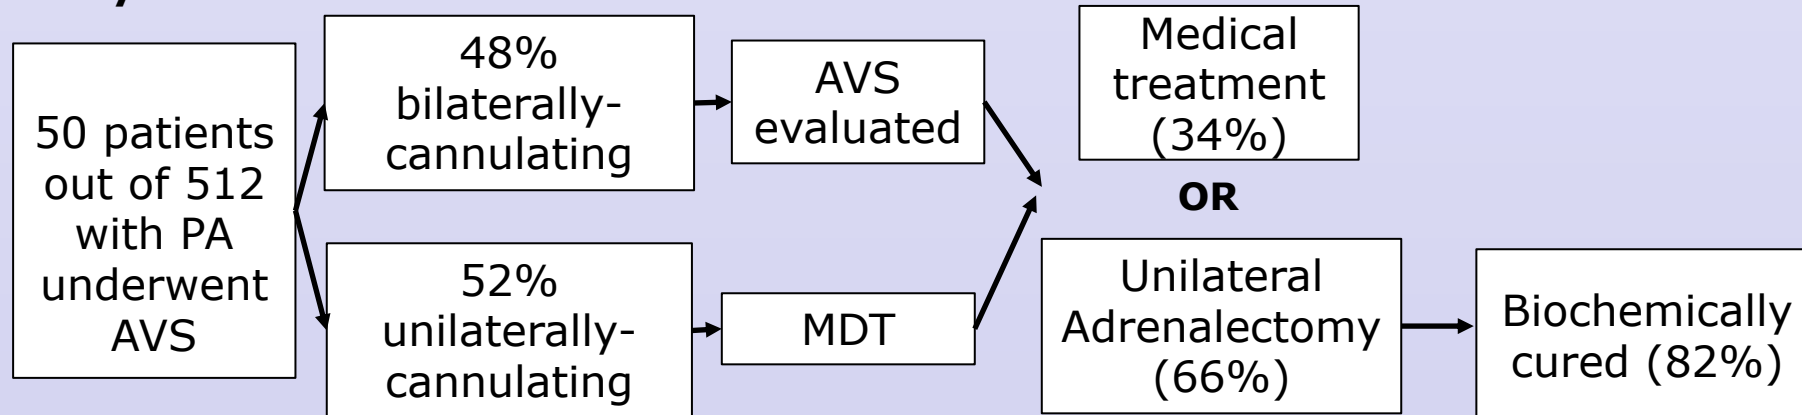 50 patients
out of 512
with PA
underwent
AVS
48%
bilaterally-
cannulating
AVS
evaluated
52%
unilaterally-
cannulating
MDT
Medical
treatment
(34%)
OR
Unilateral
Adrenalectomy
(66%)
Biochemically
cured (82%)